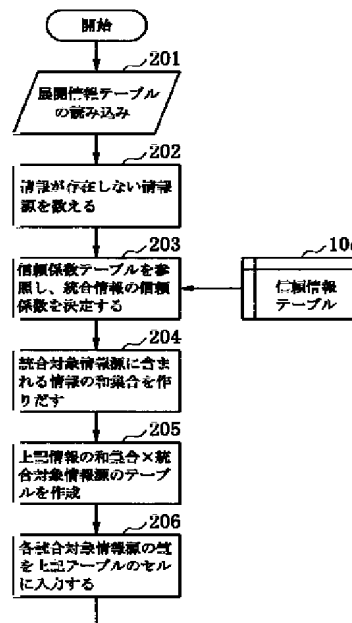 開始
201
展開情報テーブル
の読み込み
202
情報が存在しない情報
源を数える
203
信頼係数テーブルを参
照し、統合情報の信頼
係数を決定する
10c
信頼情報
テーブル
204
統合対象情報源に含ま
れる情報の和集合を作
りだす
205
上記情報の和集合×統
合対象情報源のテーブ
ルを作成
206
各統合対象情報源の値
を上記テーブルのセル
に入力する